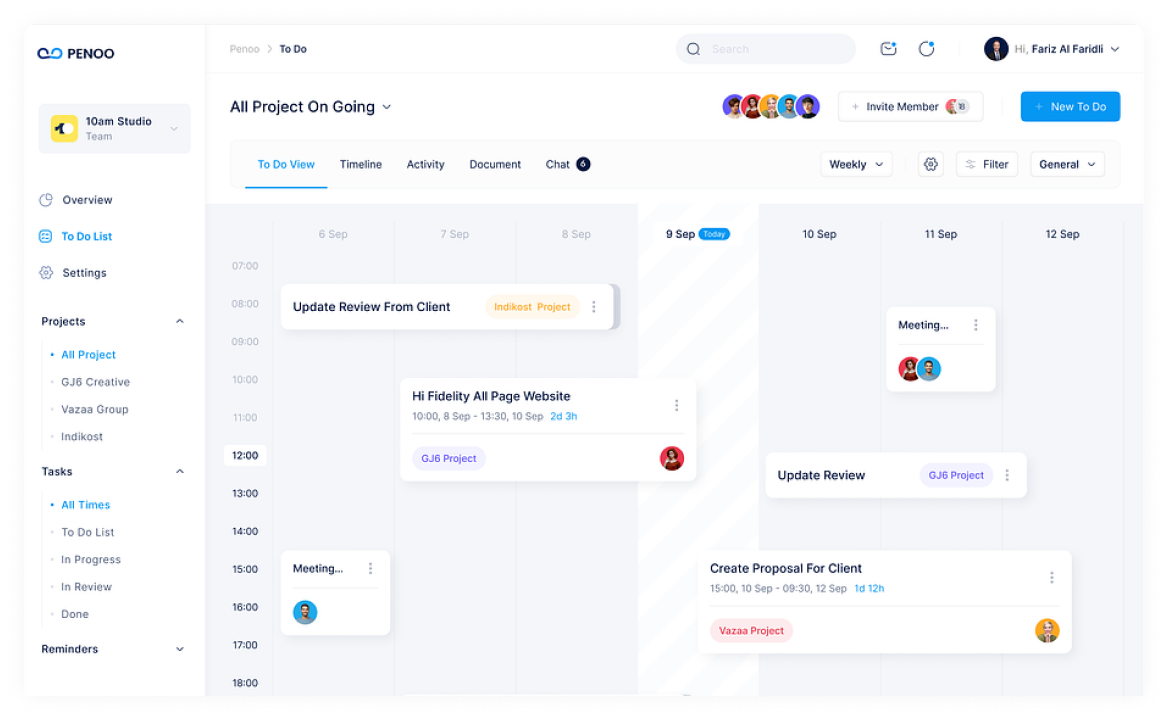 PENOO
Penoo > To Do
Search
Hi, Fariz Al Faridli
10am Studio
Team
All Project On Going
+ Invite Member
+ New To Do
To Do View
Timeline
Activity
Document
Chat 6
Weekly
Filter
General
Overview
To Do List
Settings
Projects
All Project
GJ6 Creative
Vazaa Group
Indikost
Tasks
All Times
To Do List
In Progress
In Review
Done
Reminders
6 Sep
7 Sep
8 Sep
9 Sep Today
10 Sep
11 Sep
12 Sep
07:00
08:00
09:00
10:00
11:00
12:00
13:00
14:00
15:00
16:00
17:00
18:00
Update Review From Client
Indikost Project
Meeting...
Hi Fidelity All Page Website
10:00, 8 Sep - 13:30, 10 Sep 2d 3h
GJ6 Project
Update Review
GJ6 Project
Meeting...
Create Proposal For Client
15:00, 10 Sep - 09:30, 12 Sep 1d 12h
Vazaa Project